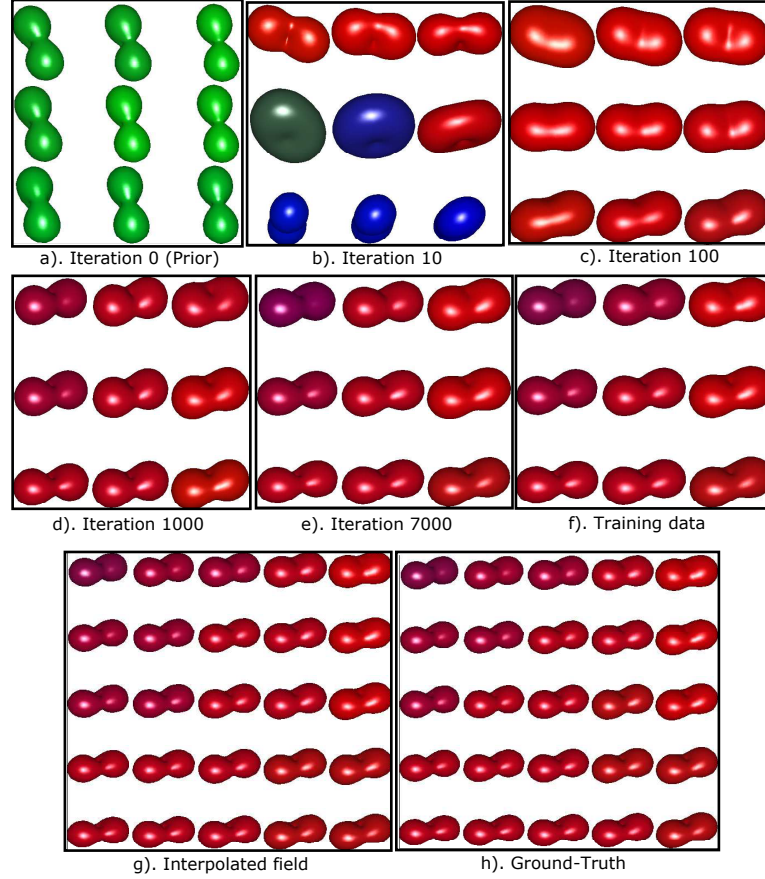 a). Iteration 0 (Prior)
b). Iteration 10
c). Iteration 100
d). Iteration 1000
e). Iteration 7000
f). Training data
g). Interpolated field
h). Ground-Truth